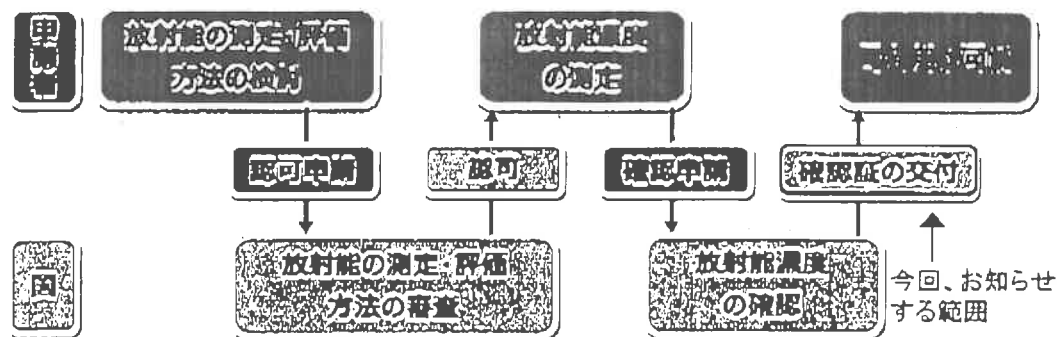 申請者
放射能の測定・評価
方法の検討
放射能濃度
の測定
認可申請
認可
確認申請
確認証の交付
国
放射能の測定・評価
方法の審査
放射能濃度
の確認
今回、お知らせ
する範囲